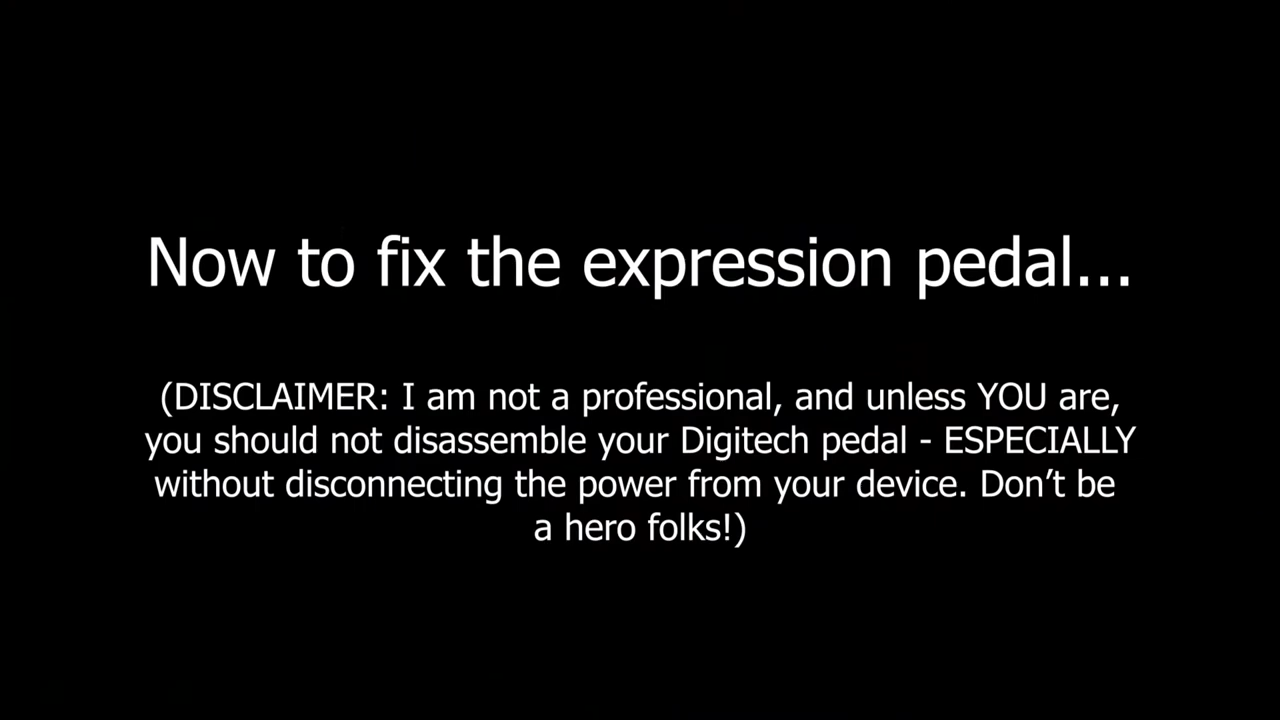 Now to fix the expression pedal...
(DISCLAIMER: I am not a professional, and unless YOU are,
you should not disassemble your Digitech pedal - ESPECIALLY
without disconnecting the power from your device. Don’t be
a hero folks!)